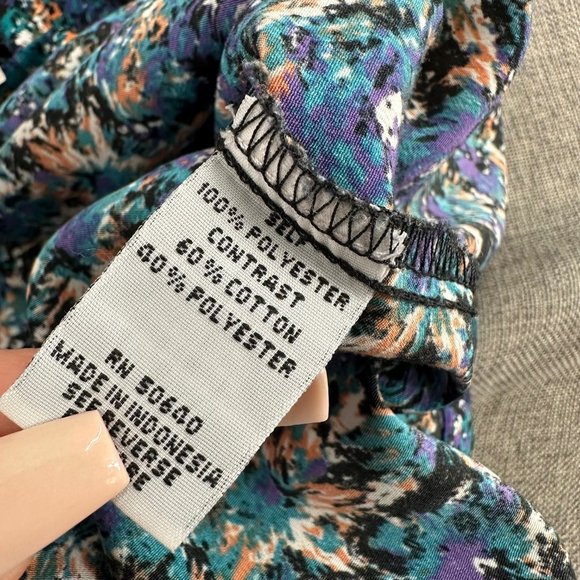 SELF
100% POLYESTER
CONTRAST
60% COTTON
40% POLYESTER
RN 50640
MADE IN INDONESIA
SEE REVERSE